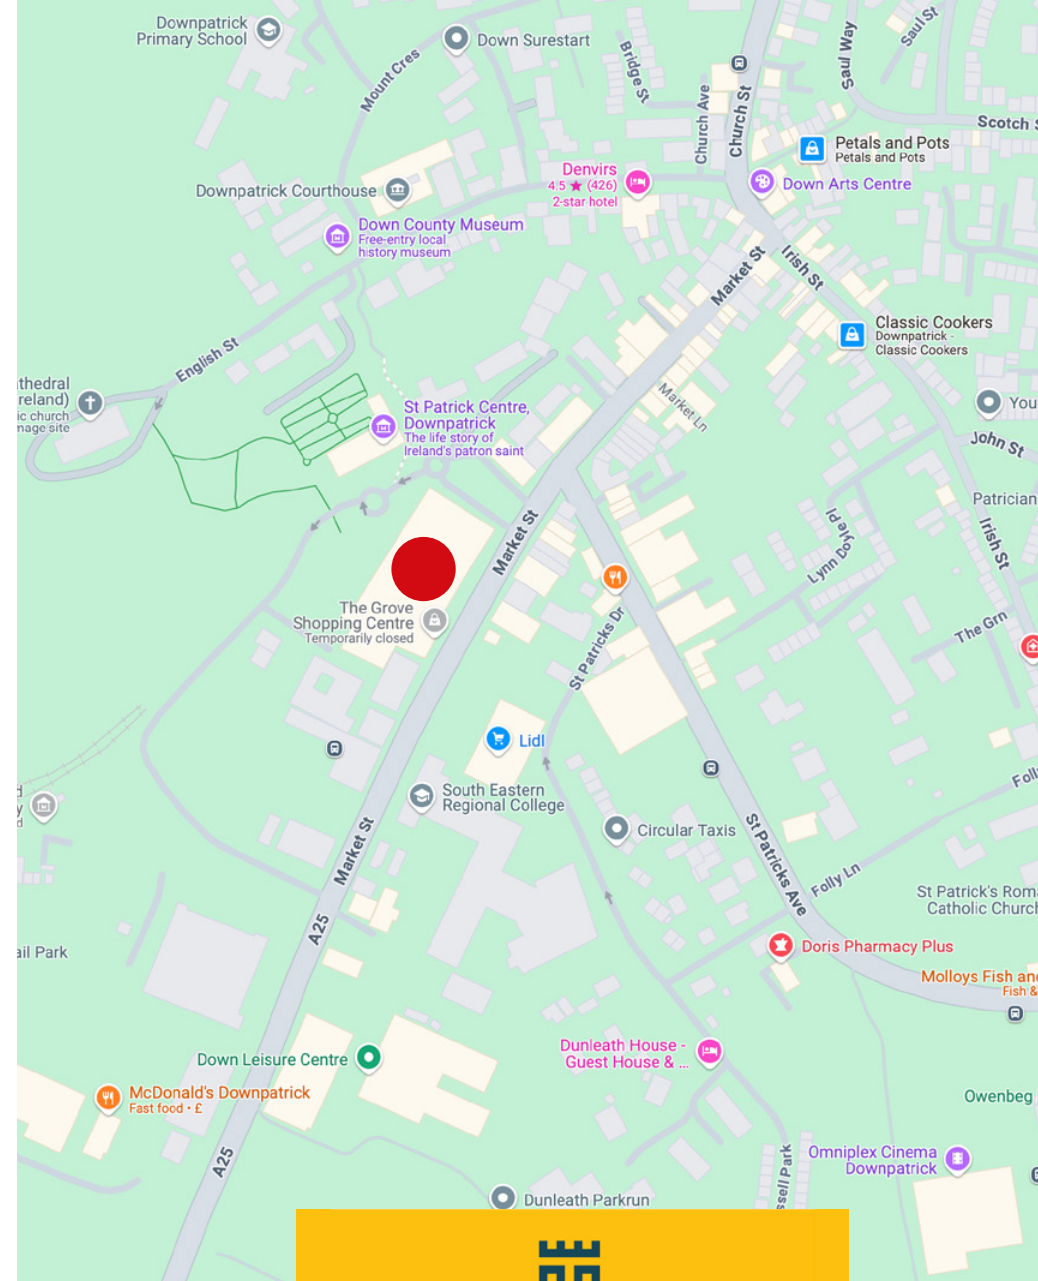 Downpatrick
Primary School
Down Surestart
Mount Cres
Bridge St
Church Ave
Church St
Saul Way
Saul St
Scotch
Petals and Pots
Petals and Pots
Denvirs
4.5 ★ (426)
2-star hotel
Down Arts Centre
Downpatrick Courthouse
Down County Museum
Free-entry local
history museum
Market St
Irish St
Classic Cookers
Downpatrick -
Classic Cookers
English St
thedral
reland)
ic church
mage site
St Patrick Centre,
Downpatrick
The life story of
Ireland's patron saint
Market Ln
You
John St
Patrician
Market St
Lynn Doyle Pl
Irish St
The Grove
Shopping Centre
Temporarily closed
St Patricks Dr
The Grn
Lidl
South Eastern
Regional College
Circular Taxis
Foll
Market St
St Patricks Ave
Folly Ln
St Patrick's Rom
Catholic Church
A25
ail Park
Doris Pharmacy Plus
Molloys Fish and
Fish &
Down Leisure Centre
Dunleath House -
Guest House & ...
McDonald's Downpatrick
Fast food • £
Owenbeg
A25
Omniplex Cinema
Downpatrick
ssell Park
Dunleath Parkrun